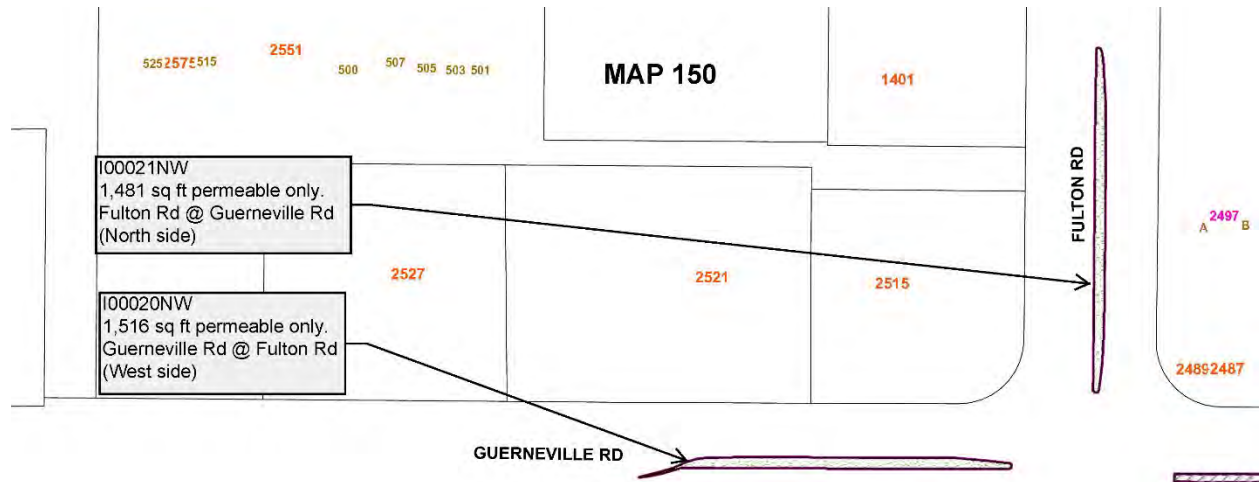 2551
525 2575 515
500
507
505
503
501
MAP 150
1401
I00021NW
1,481 sq ft permeable only.
Fulton Rd @ Guerneville Rd
(North side)
FULTON RD
2497
A
B
2527
2521
2515
I00020NW
1,516 sq ft permeable only.
Guerneville Rd @ Fulton Rd
(West side)
2489 2487
GUERNEVILLE RD